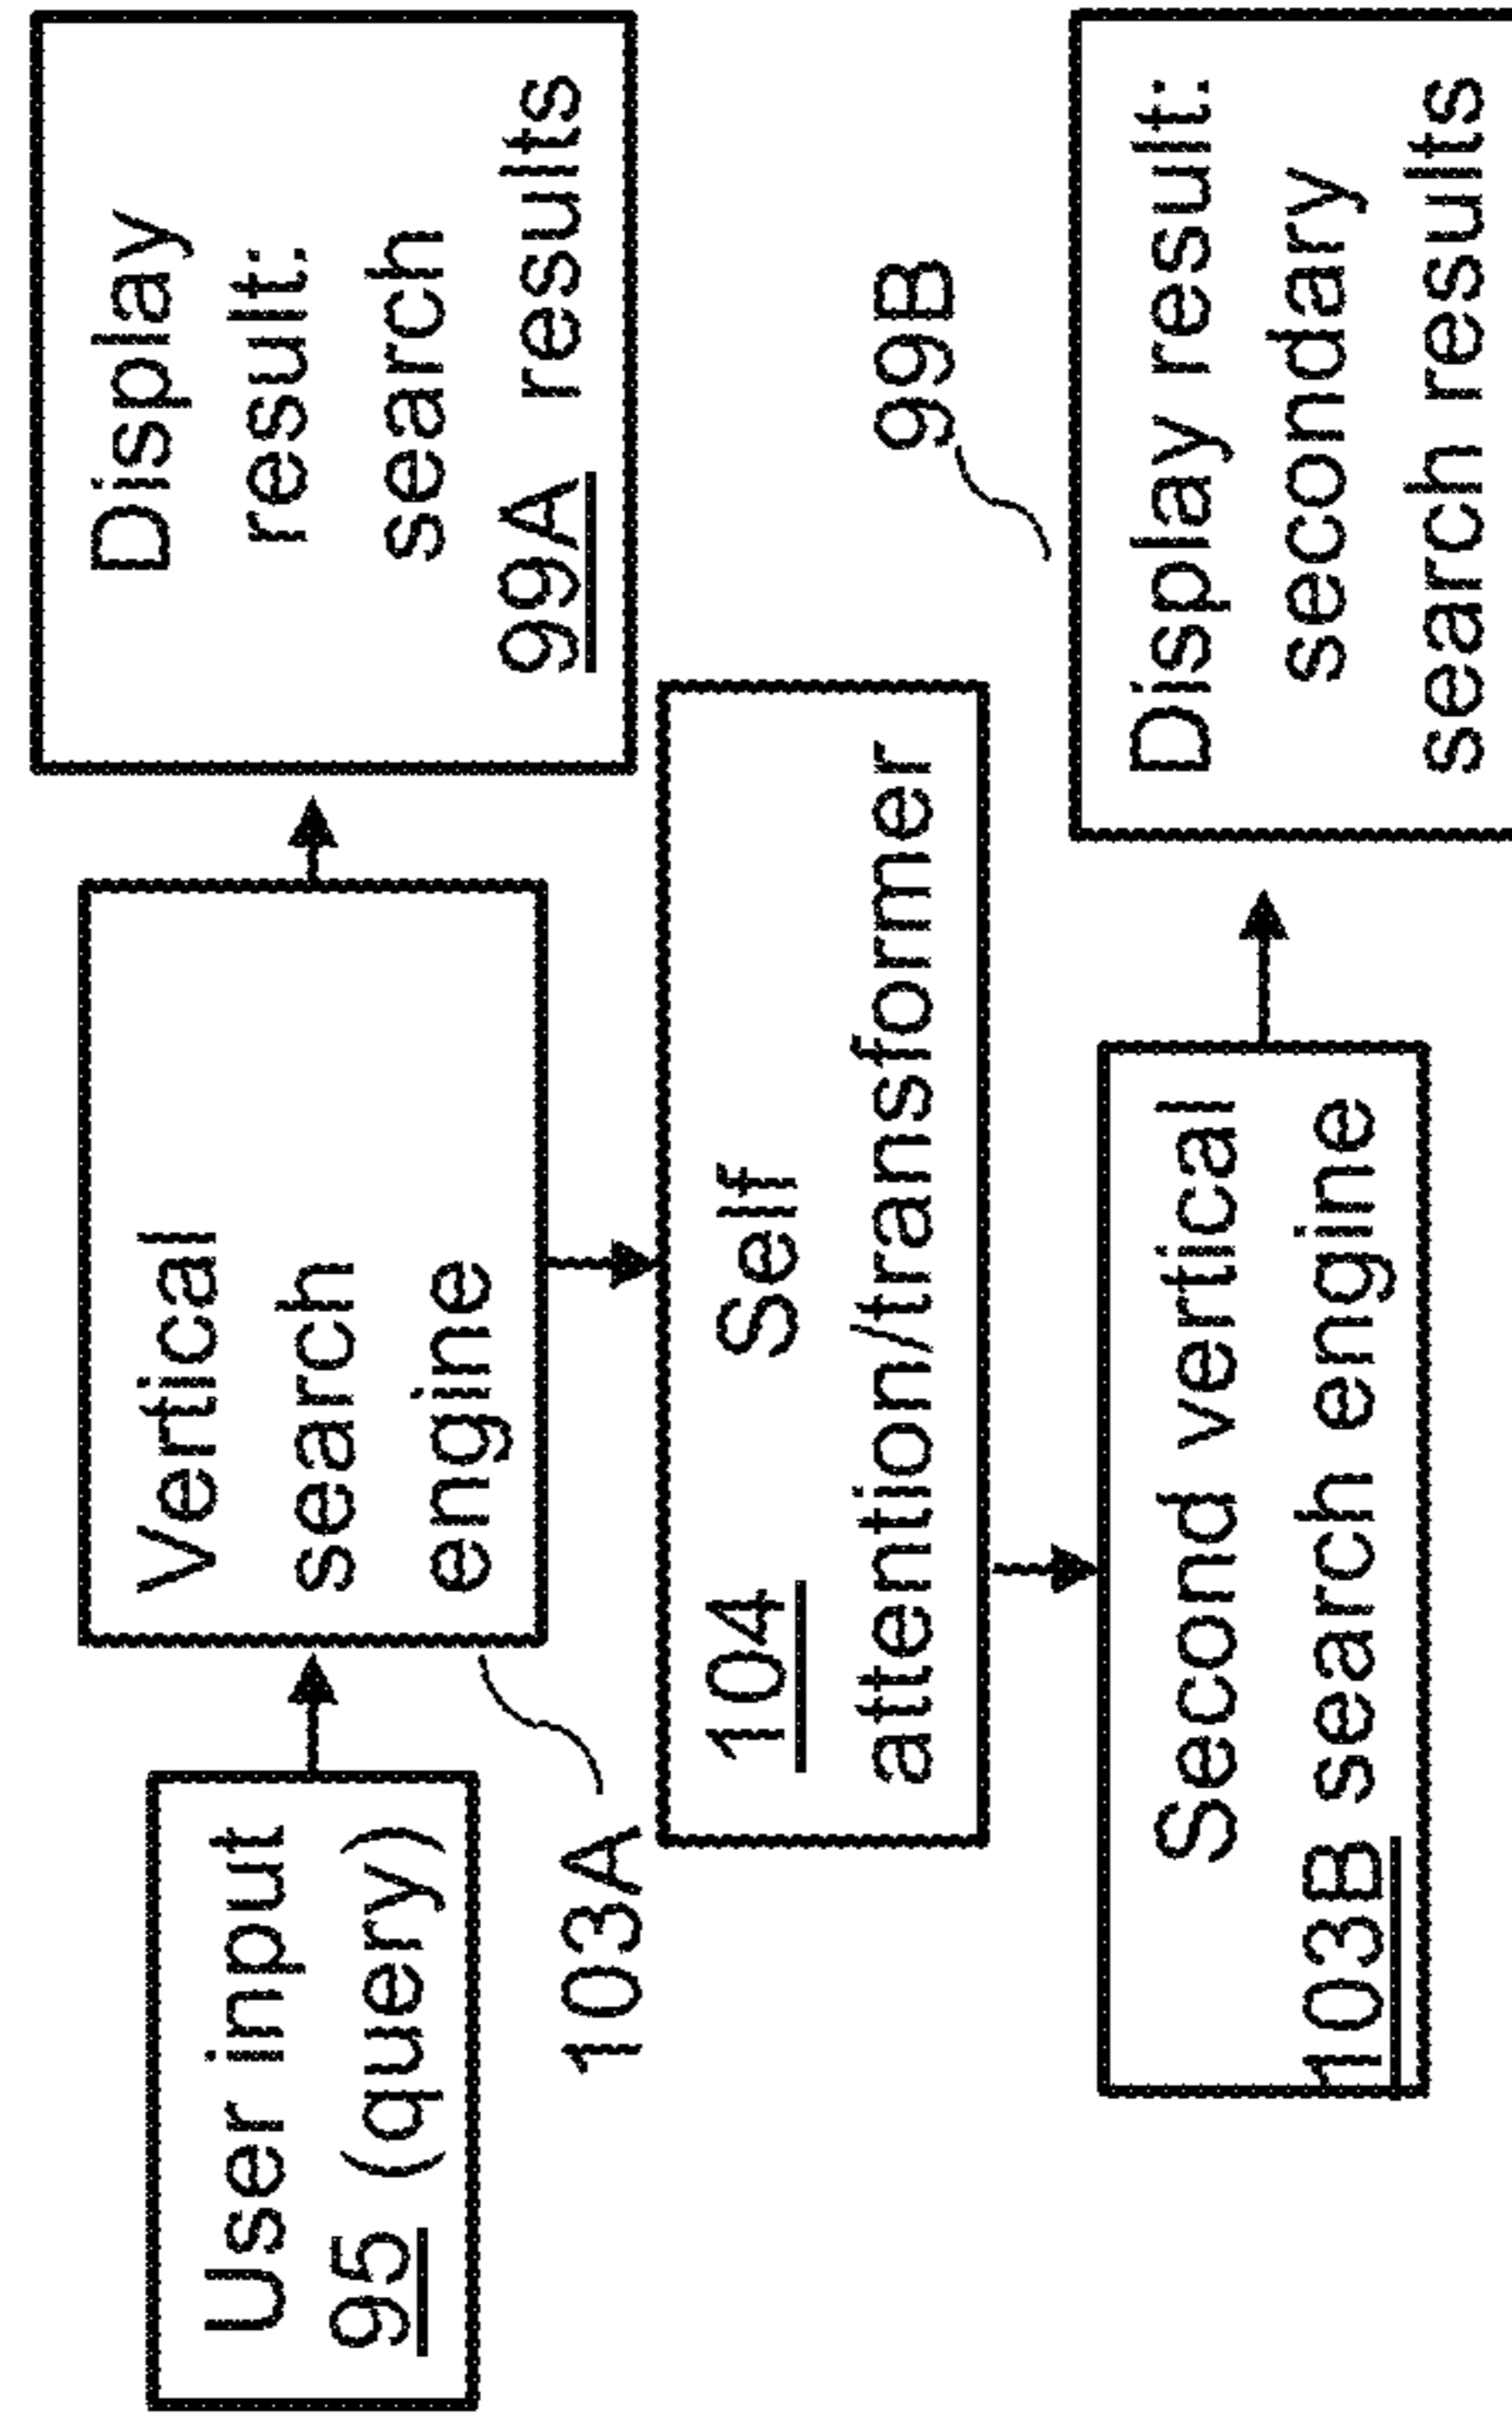 User input
95 (query)
103A
Vertical
search
engine
Display
result:
search
99A results
104 Self
attention/transformer
Second vertical
103B search engine
99B
Display result:
secondary
search results